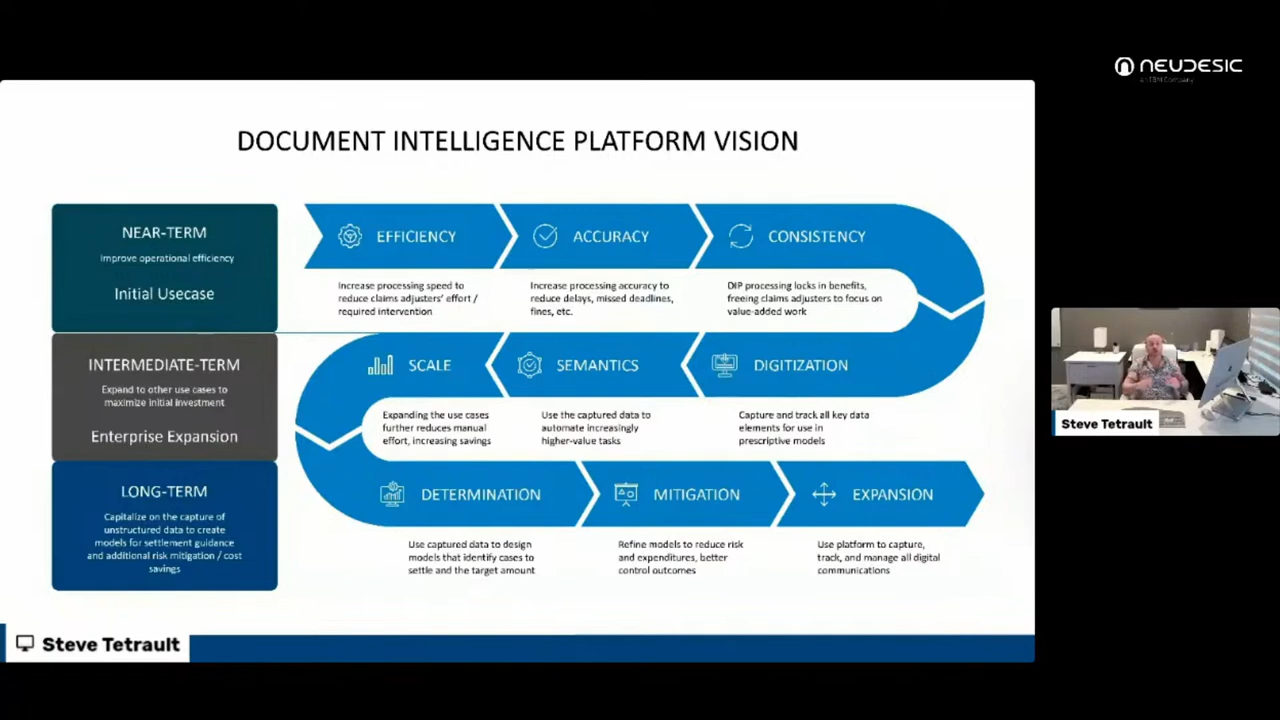 NEUDESIC
an IBM Company
DOCUMENT INTELLIGENCE PLATFORM VISION
NEAR-TERM
Improve operational efficiency
Initial Usecase
EFFICIENCY
ACCURACY
CONSISTENCY
Increase processing speed to
reduce claims adjusters' effort /
required intervention
Increase processing accuracy to
reduce delays, missed deadlines,
fines, etc.
DIP processing locks in benefits,
freeing claims adjusters to focus on
value-added work
INTERMEDIATE-TERM
Expand to other use cases to
maximize initial investment
Enterprise Expansion
SCALE
SEMANTICS
DIGITIZATION
Expanding the use cases
further reduces manual
effort, increasing savings
Use the captured data to
automate increasingly
higher-value tasks
Capture and track all key data
elements for use in
prescriptive models
LONG-TERM
Capitalize on the capture of
unstructured data to create
models for settlement guidance
and additional risk mitigation / cost
savings
DETERMINATION
MITIGATION
EXPANSION
Use captured data to design
models that identify cases to
settle and the target amount
Refine models to reduce risk
and expenditures, better
control outcomes
Use platform to capture,
track, and manage all digital
communications
Steve Tetrault
Steve Tetrault